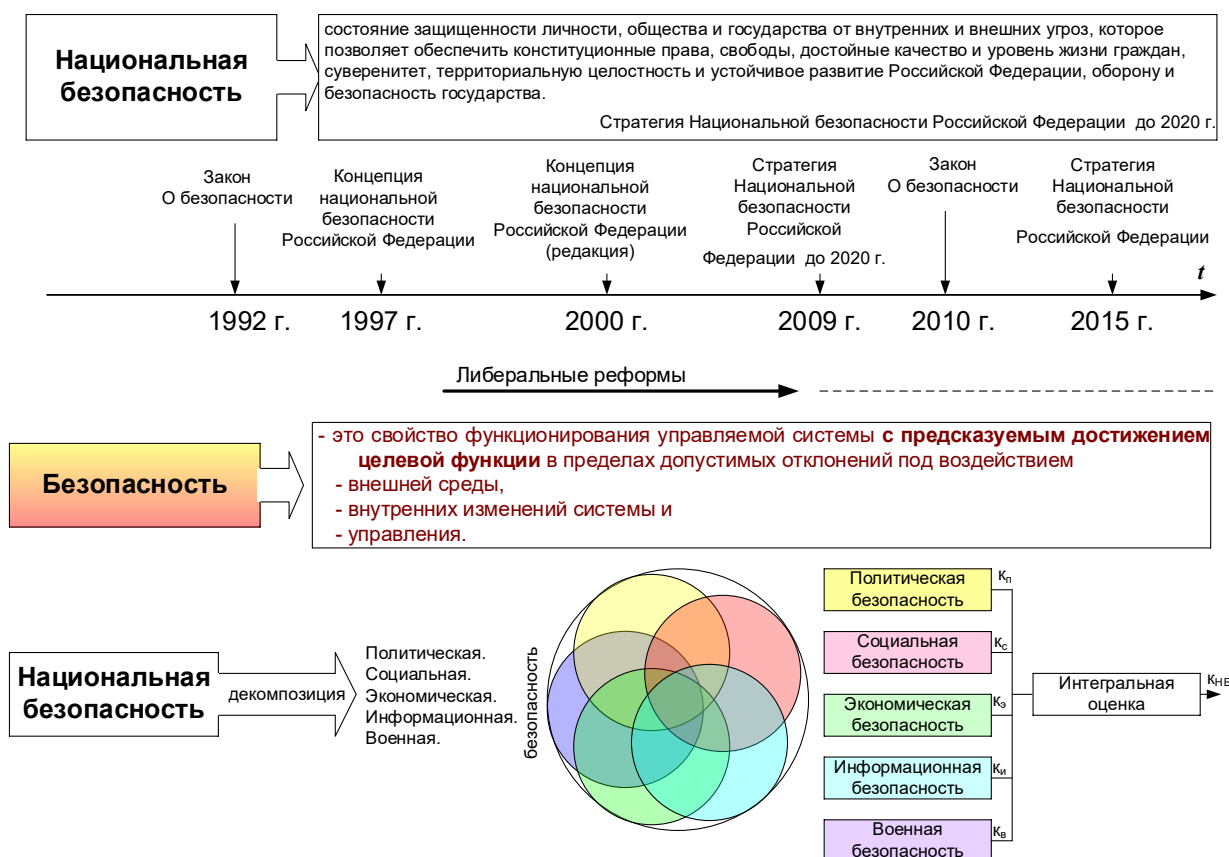 Национальная
безопасность
состояние защищенности личности, общества и государства от внутренних и внешних угроз, которое
позволяет обеспечить конституционные права, свободы, достойные качество и уровень жизни граждан,
суверенитет, территориальную целостность и устойчивое развитие Российской Федерации, оборону и
безопасность государства.
Стратегия Национальной безопасности Российской Федерации до 2020 г.
Закон
О безопасности
Концепция
национальной
безопасности
Российской Федерации
Концепция
национальной
безопасности
Российской Федерации
(редакция)
Стратегия
Национальной
безопасности
Российской
Федерации до 2020 г.
Закон
О безопасности
Стратегия
Национальной
безопасности
Российской Федерации
t
1992 г.
1997 г.
2000 г.
2009 г.
2010 г.
2015 г.
Либеральные реформы
Безопасность
- это свойство функционирования управляемой системы с предсказуемым достижением
целевой функции в пределах допустимых отклонений под воздействием
- внешней среды,
- внутренних изменений системы и
- управления.
Национальная
безопасность
декомпозиция
Политическая.
Социальная.
Экономическая.
Информационная.
Военная.
безопасность
Политическая
безопасность
Кп
Социальная
безопасность
Кс
Экономическая
безопасность
Кэ
Информационная
безопасность
Ки
Военная
безопасность
Кв
Интегральная
оценка
КНБ